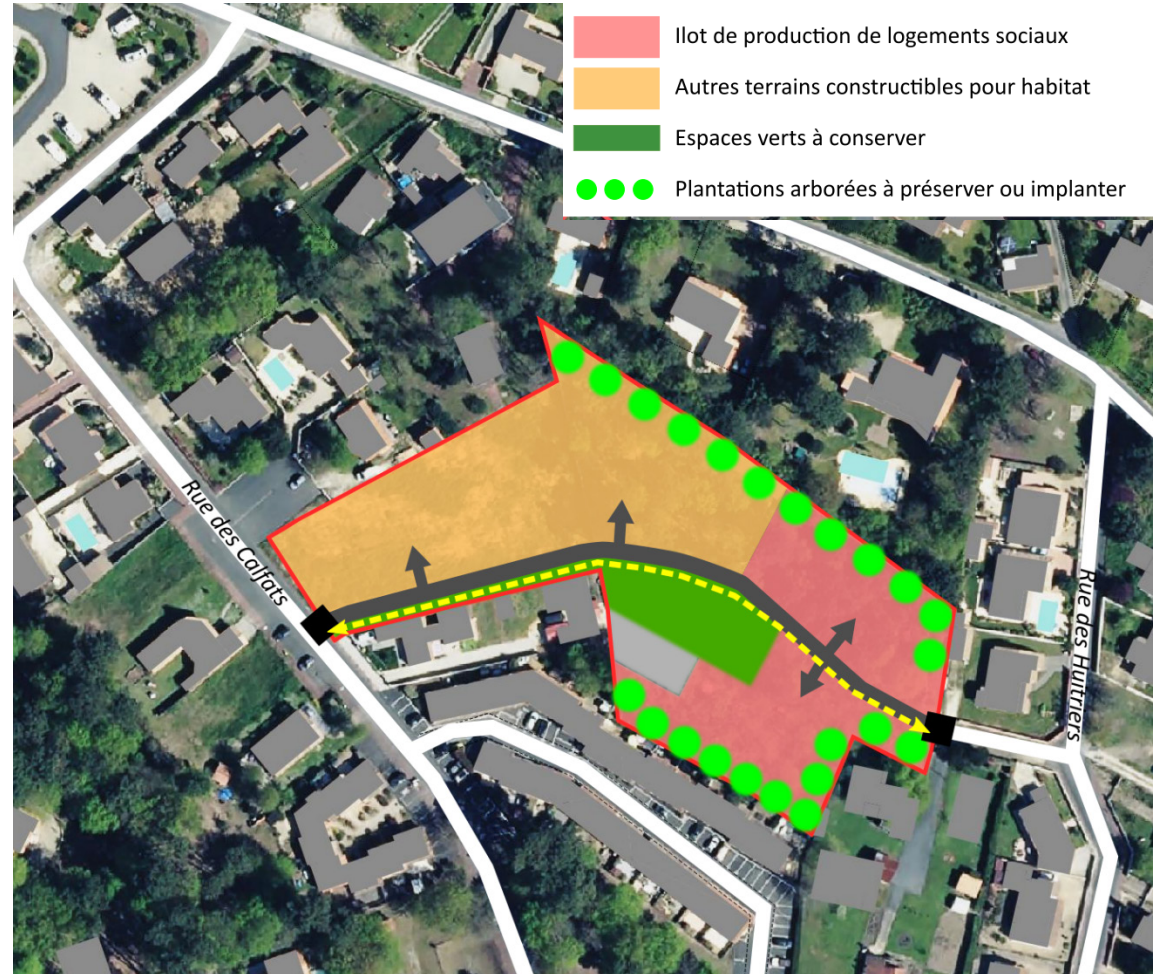 Ilot de production de logements sociaux
Autres terrains constructibles pour habitat
Espaces verts à conserver
Plantations arborées à préserver ou implanter
Rue des Calfats
Rue des Huitriers